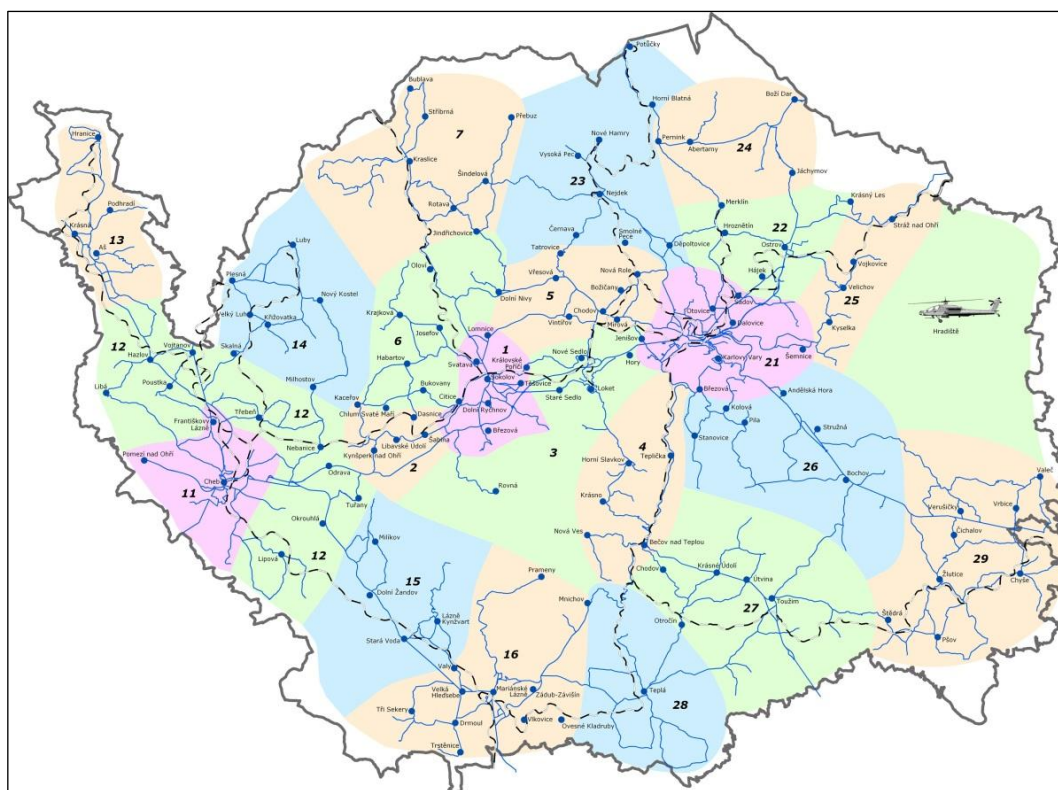 Potůčky
Bublava
Boží Dar
Stříbrná
Přebuz
Horní Blatná
7
Hranice
Nové Hamry
Pernink
Abertamy
24
Vysoká Pec
Kraslice
Jáchymov
Šindelová
23
Nejdek
Krásný Les
Podhradí
Rotava
Merklín
Stráž nad Ohří
Krásná
13
Jindřichovice
Černava
Smolné
Pece
Hroznětín
22
Aš
Luby
Tatrovice
Děpoltovice
Ostrov
Oloví
Vřesová
Nová Role
Hájek
Vojkovice
Plesná
Dolní Nivy
5
Božičany
Velichov
Nový Kostel
Sadov
25
Velký Luh
Křižovatka
Krajková
6
Josefov
Vintířov
Chodov
Mírová
Otovice
Dalovice
Kyselka
Hradiště
12
Hazlov
Vojtanov
Skalná
14
Lomnice
1
Jenišov
Habartov
Svatava
Královské
Poříčí
Nové Sedlo
Hory
Karlovy Vary
Šemnice
21
Libá
Poustka
Milhostov
Bukovany
Sokolov
Těšovice
Staré Sedlo
Loket
Březová
Andělská Hora
Kaceřov
Chlum Svaté Maří
Citice
Dasnice
Dolní Rychnov
Kolová
Františkovy
Lázně
Třebeň
12
Březová
Pila
Stružná
Nebanice
Libavské Údolí
Šabina
Stanovice
Kynšperk nad Ohří
2
3
4
Teplička
Pomezí nad Ohří
Odrava
Horní Slavkov
26
Bochov
Valeč
Cheb
11
Tuřany
Rovná
Krásno
Vrbice
Verušičky
Okrouhlá
Nová Ves
Čichalov
12
Milíkov
Bečov nad Teplou
Lipová
29
15
Prameny
Chodov
Krásné Údolí
Útvina
Žlutice
Chyše
Dolní Žandov
Mnichov
27
Toužim
Lázně
Kynžvart
Otročín
Štědrá
Stará Voda
Pšov
16
Valy
Velká
Hleďsebe
Mariánské
Lázně
Zádub-Závišín
Teplá
28
Tři Sekery
Drmoul
Vlkovice
Ovesné Kladruby
Trstěnice